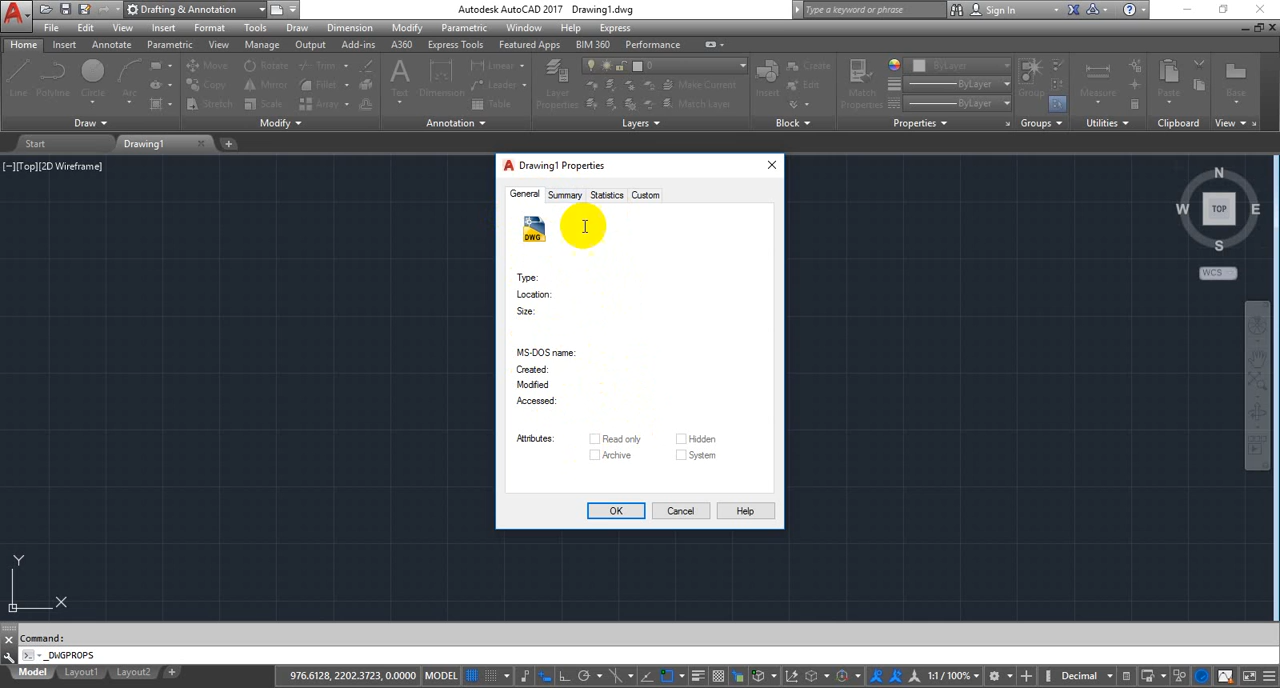 Drafting & Annotation
Autodesk AutoCAD 2017 Drawing1.dwg
Type a keyword or phrase
Sign In
File Edit View Insert Format Tools Draw Dimension Modify Parametric Window Help Express
Home Insert Annotate Parametric View Manage Output Add-ins A360 Express Tools Featured Apps BIM 360 Performance
Line Polyline Circle Arc
Move Rotate Trim
Copy Mirror Fillet
Stretch Scale Array
Text Dimension
Linear
Leader
Table
Layer Properties
0
Make Current
Match Layer
Insert
Create
Edit
Match Properties
ByLayer
ByLayer
ByLayer
Group
Measure
Paste
Base
Draw Modify Annotation Layers Block Properties Groups Utilities Clipboard View
Start Drawing1
[−][Top][2D Wireframe]
N
W TOP E
S
WCS
Drawing1 Properties
General Summary Statistics Custom
DWG
Type:
Location:
Size:
MS-DOS name:
Created:
Modified
Accessed:
Attributes: Read only Hidden
Archive System
OK Cancel Help
Y
X
Command:
_DWGPROPS
Model Layout1 Layout2
976.6128, 2202.3723, 0.0000 MODEL 1:1 / 100% Decimal